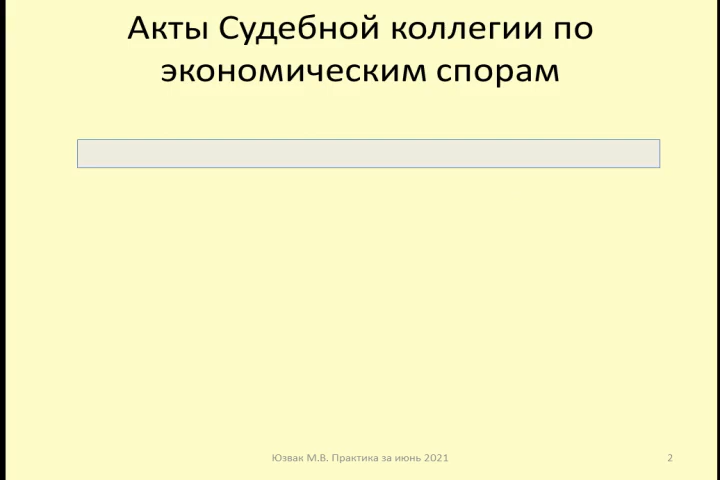 Акты Судебной коллегии по
экономическим спорам
Юзвак М.В. Практика за июнь 2021
2